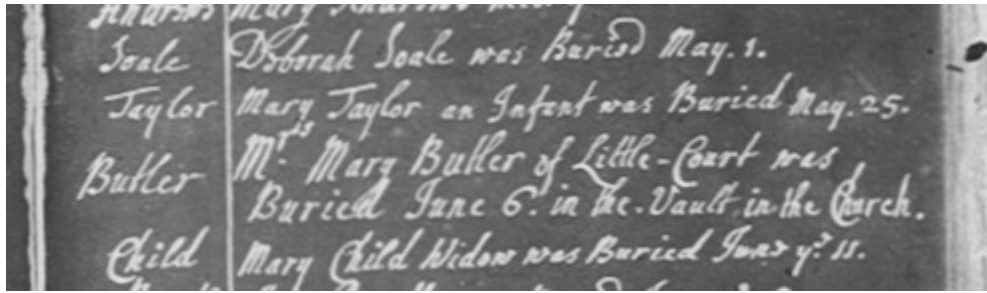 Soale Deborah Soale was Buried May. 1.
Taylor Mary Taylor an Infant was Buried May. 25.
Butler Mrs. Mary Butler of Little-Court was
Buried June 6. in the Vault in the Church.
Child Mary Child Widow was Buried June ye 11.